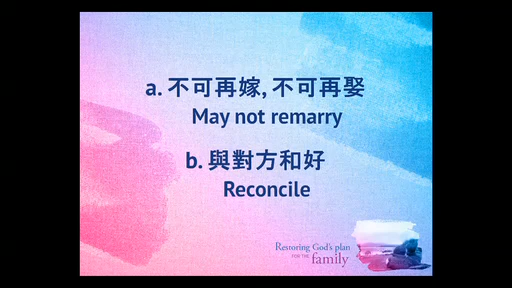 a. 不可再嫁, 不可再娶
May not remarry
b. 與對方和好
Reconcile
Restoring God's plan
FOR THE family